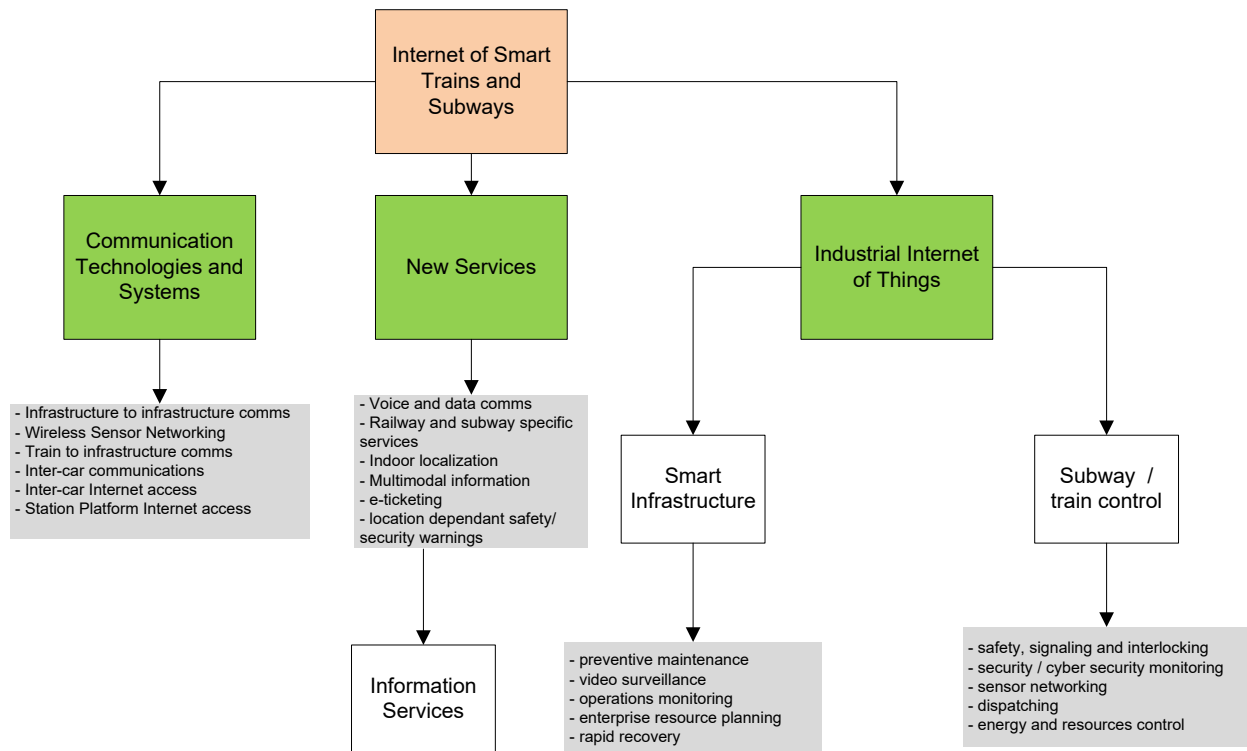 Internet of Smart
Trains and
Subways
Communication
Technologies and
Systems
New Services
Industrial Internet
of Things
- Infrastructure to infrastructure comms
- Wireless Sensor Networking
- Train to infrastructure comms
- Inter-car communications
- Inter-car Internet access
- Station Platform Internet access
- Voice and data comms
- Railway and subway specific
services
- Indoor localization
- Multimodal information
- e-ticketing
- location dependant safety/
security warnings
Smart
Infrastructure
Subway / 
train control
Information
Services
- preventive maintenance
- video surveillance
- operations monitoring
- enterprise resource planning
- rapid recovery
- safety, signaling and interlocking
- security / cyber security monitoring
- sensor networking
- dispatching
- energy and resources control